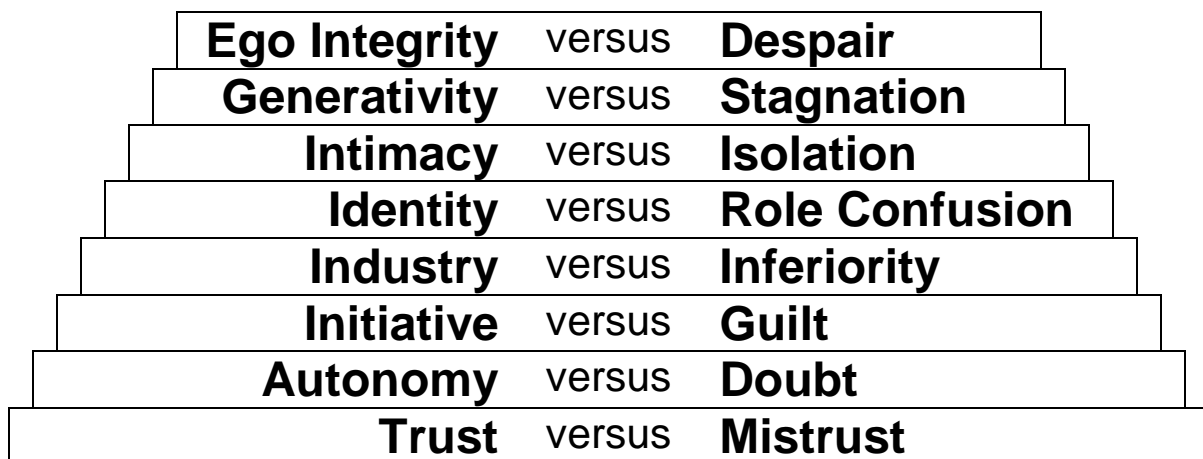 Ego Integrity versus Despair
Generativity versus Stagnation
Intimacy versus Isolation
Identity versus Role Confusion
Industry versus Inferiority
Initiative versus Guilt
Autonomy versus Doubt
Trust versus Mistrust